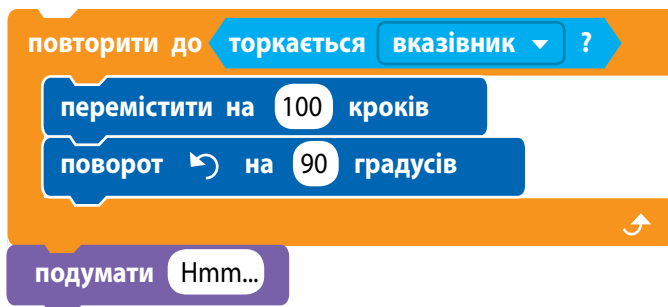 повторити до торкається вказівник ?
перемістити на 100 кроків
поворот на 90 градусів
подумати Hmm...